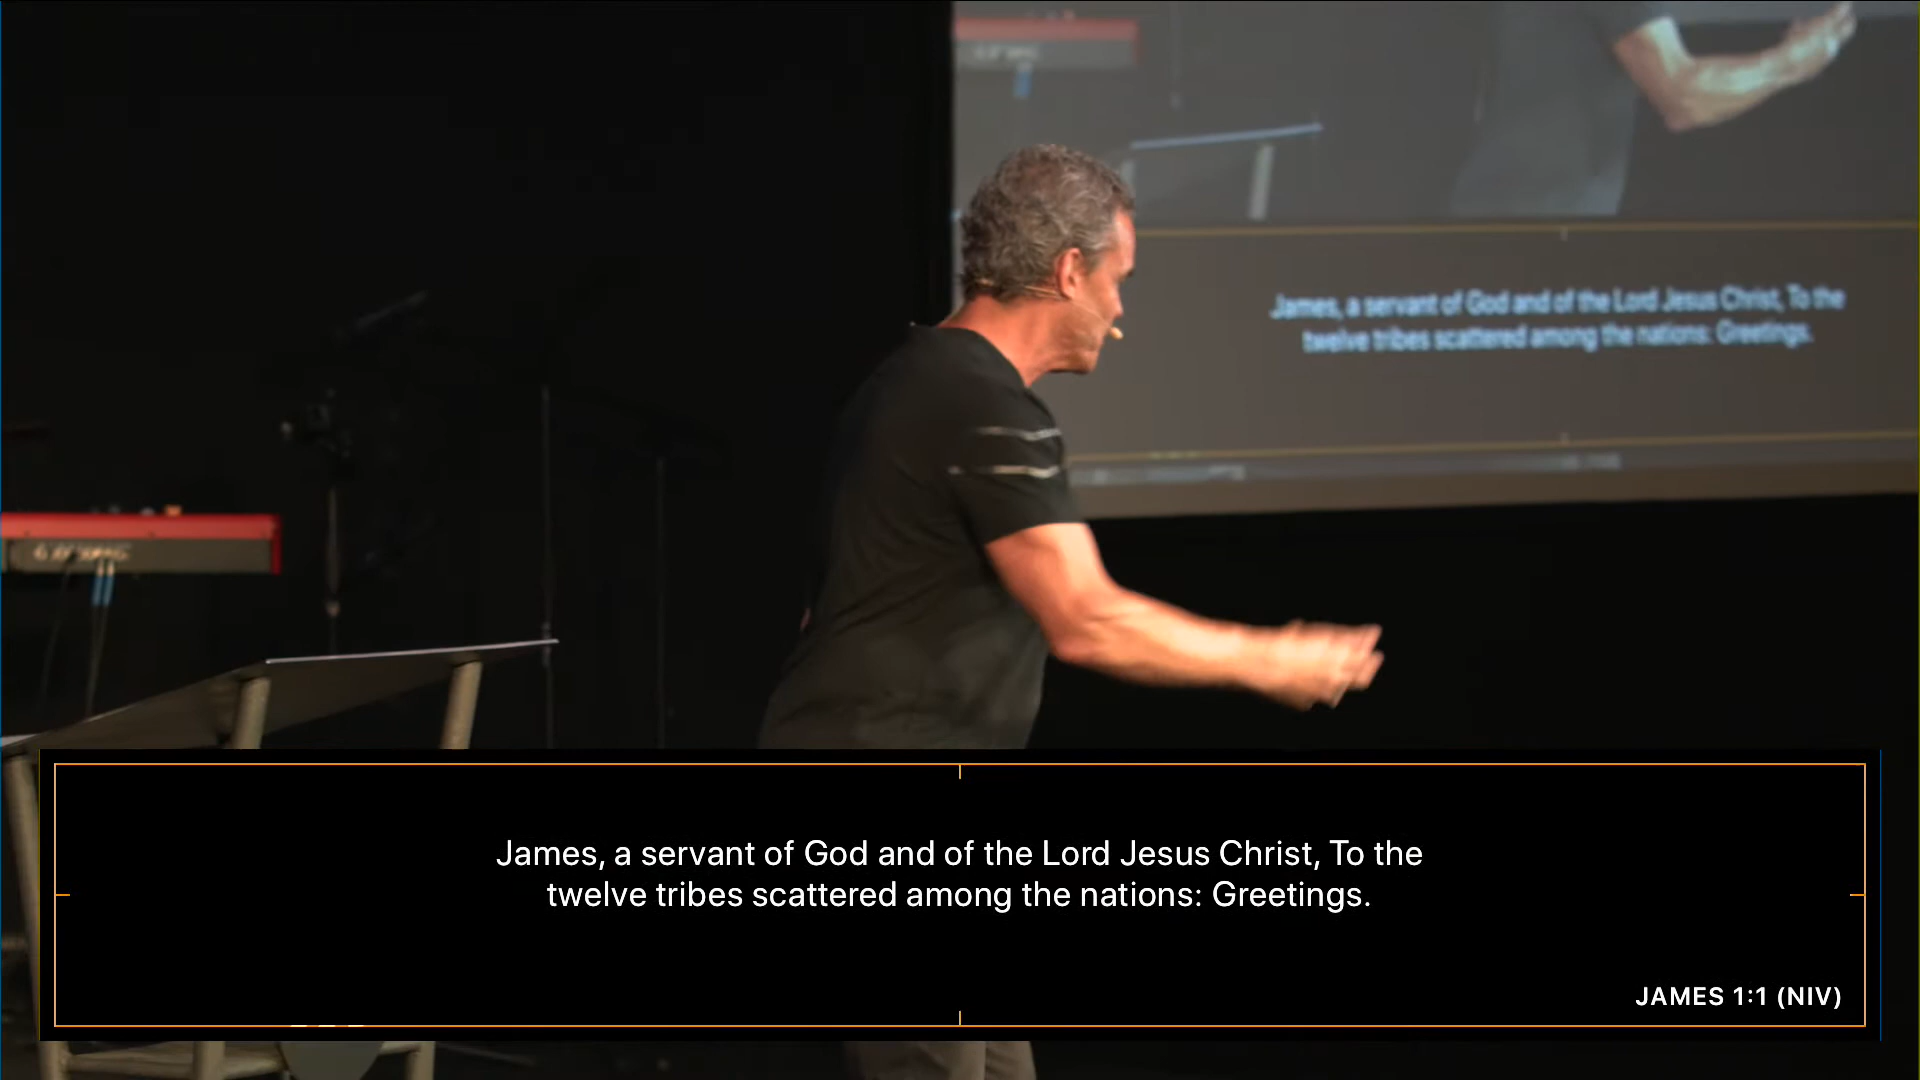 James, a servant of God and of the Lord Jesus Christ, To the
twelve tribes scattered among the nations: Greetings.
James, a servant of God and of the Lord Jesus Christ, To the
twelve tribes scattered among the nations: Greetings.
JAMES 1:1 (NIV)